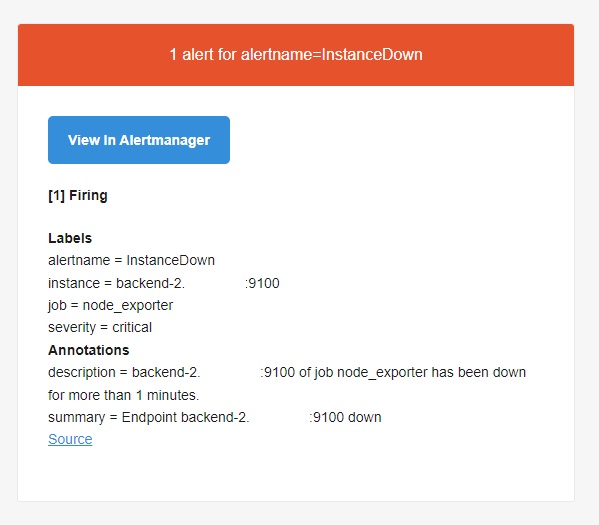 1 alert for alertname=InstanceDown
View In Alertmanager
[1] Firing
Labels
alertname = InstanceDown
instance = backend-2. :9100
job = node_exporter
severity = critical
Annotations
description = backend-2. :9100 of job node_exporter has been down
for more than 1 minutes.
summary = Endpoint backend-2. :9100 down
Source